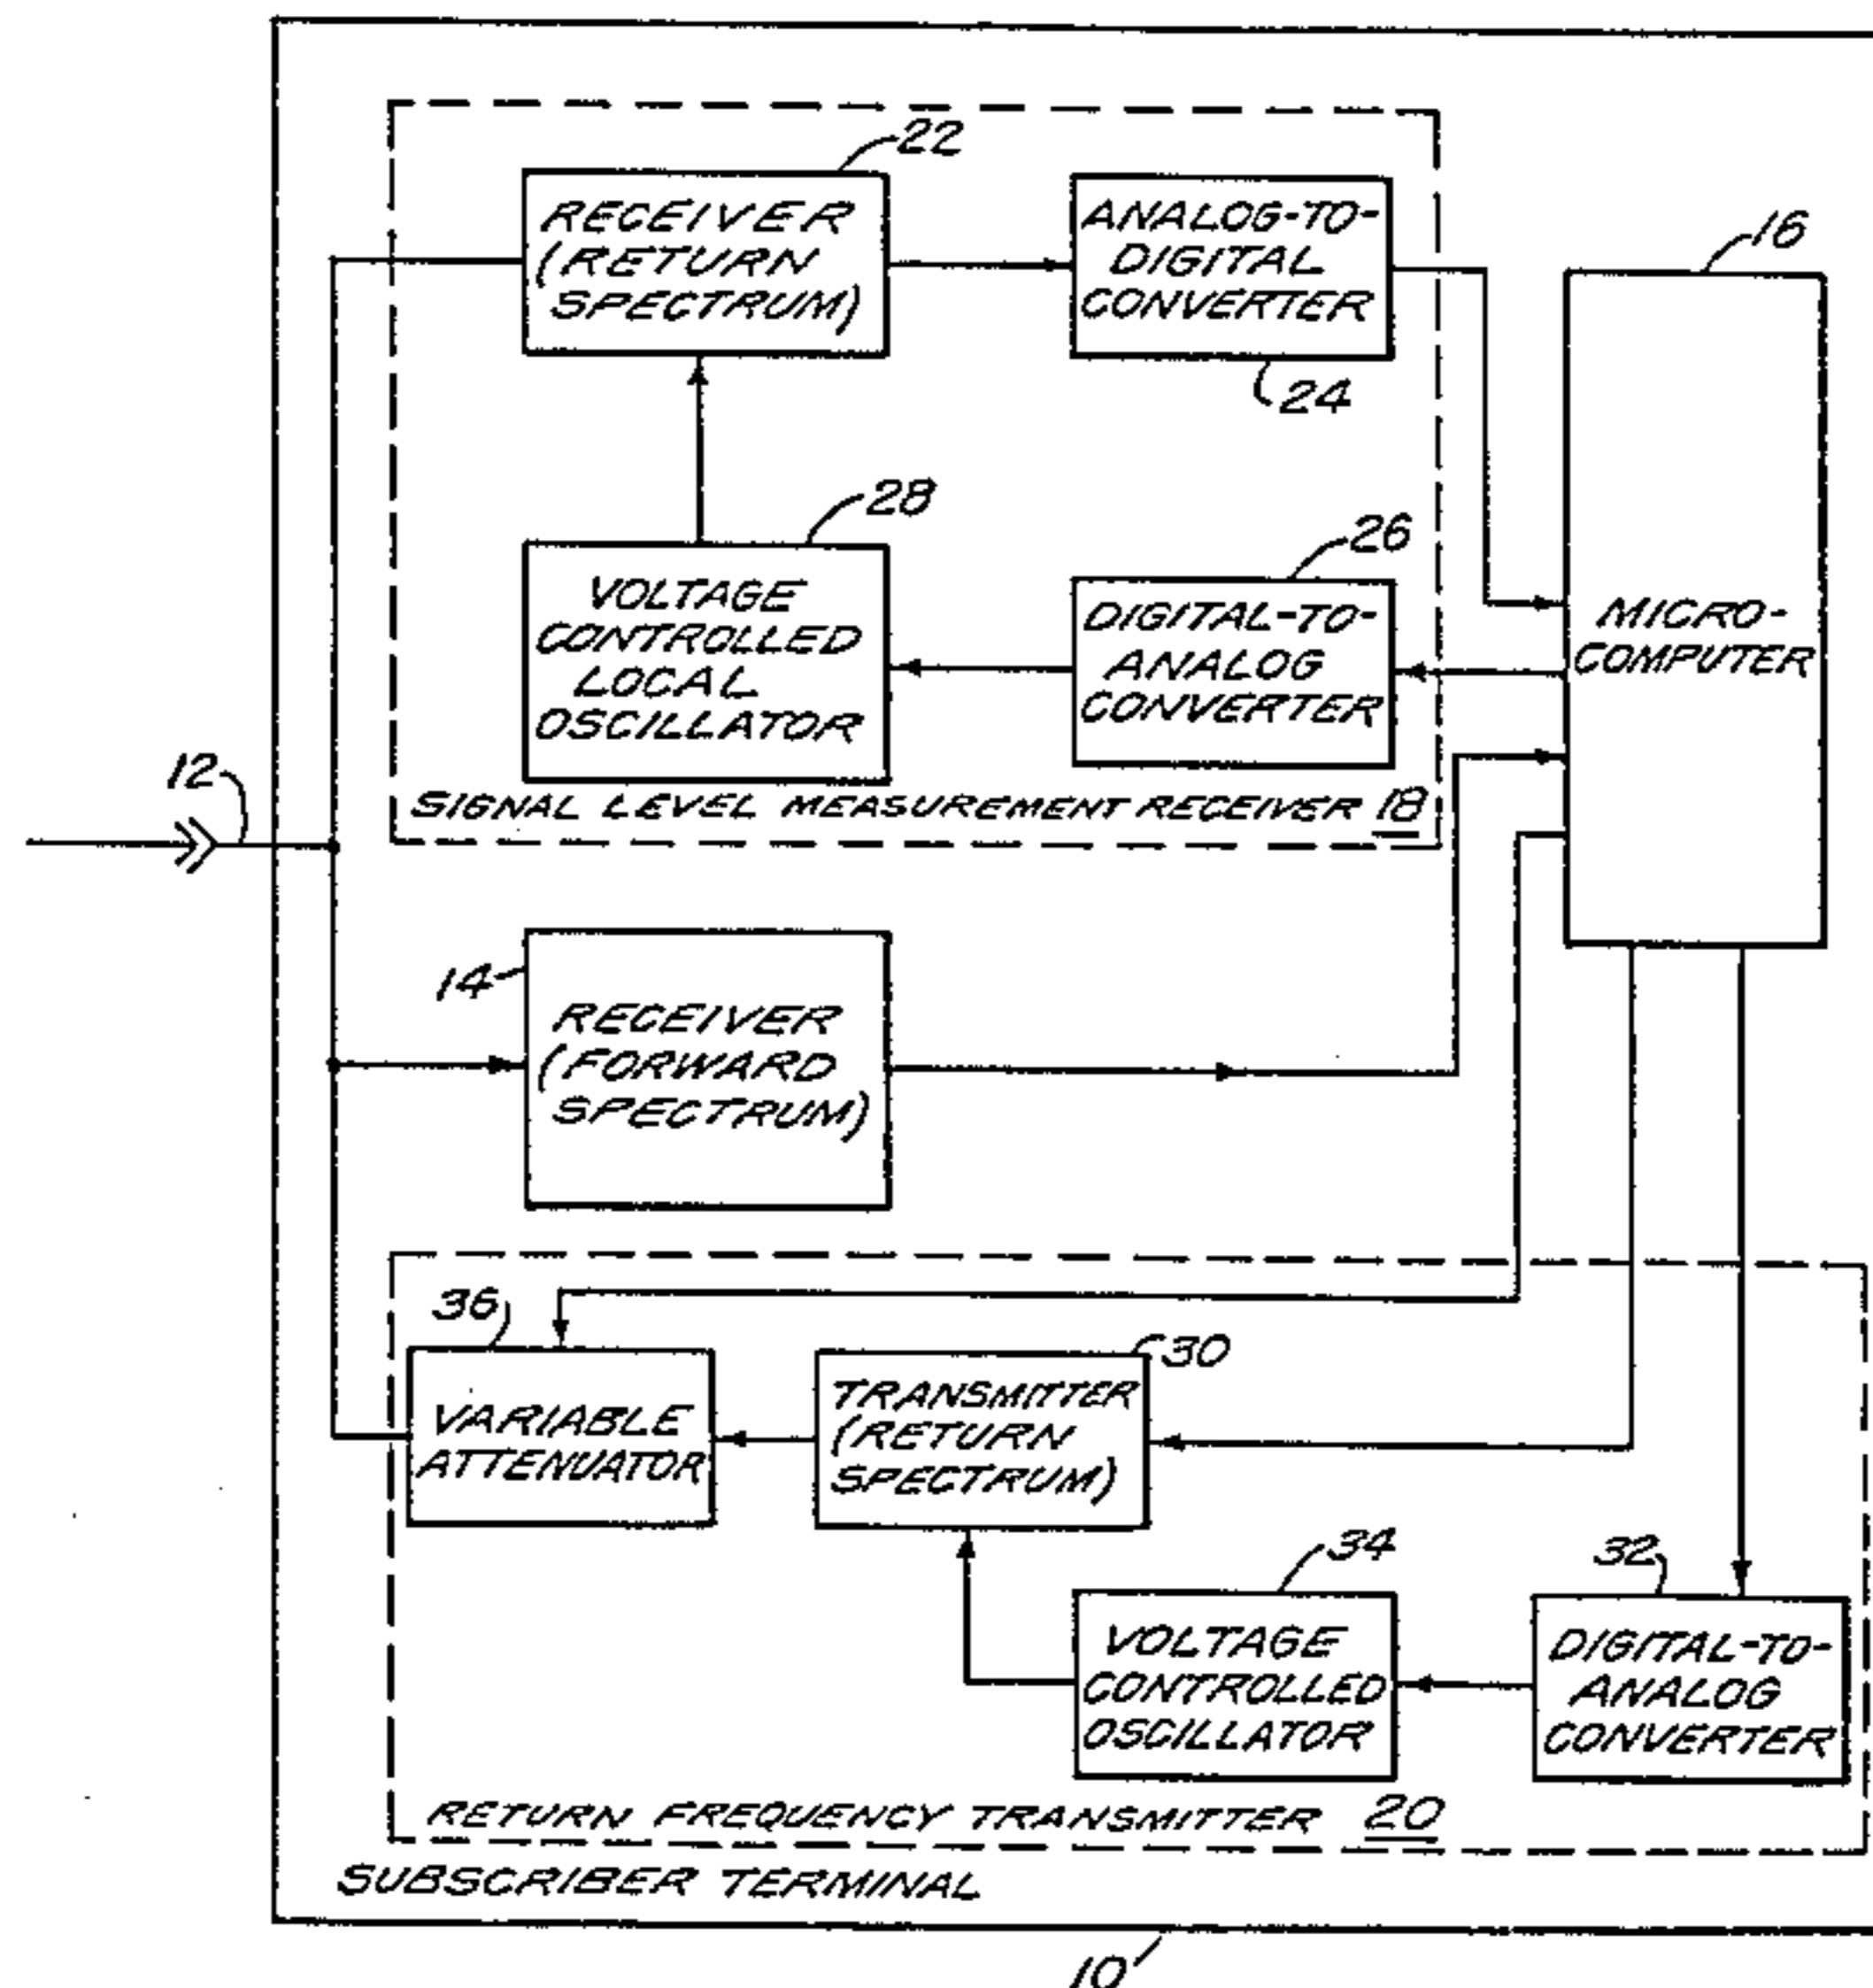 22
RECEIVER
(RETURN
SPECTRUM)
ANALOG-TO-
DIGITAL
CONVERTER
24
16
MICRO-
COMPUTER
28
VOLTAGE
CONTROLLED
LOCAL
OSCILLATOR
26
DIGITAL-TO-
ANALOG
CONVERTER
SIGNAL LEVEL MEASUREMENT RECEIVER 18
12
14
RECEIVER
(FORWARD
SPECTRUM)
36
VARIABLE
ATTENUATOR
30
TRANSMITTER
(RETURN
SPECTRUM)
34
VOLTAGE
CONTROLLED
OSCILLATOR
32
DIGITAL-TO-
ANALOG
CONVERTER
RETURN FREQUENCY TRANSMITTER 20
SUBSCRIBER TERMINAL
10